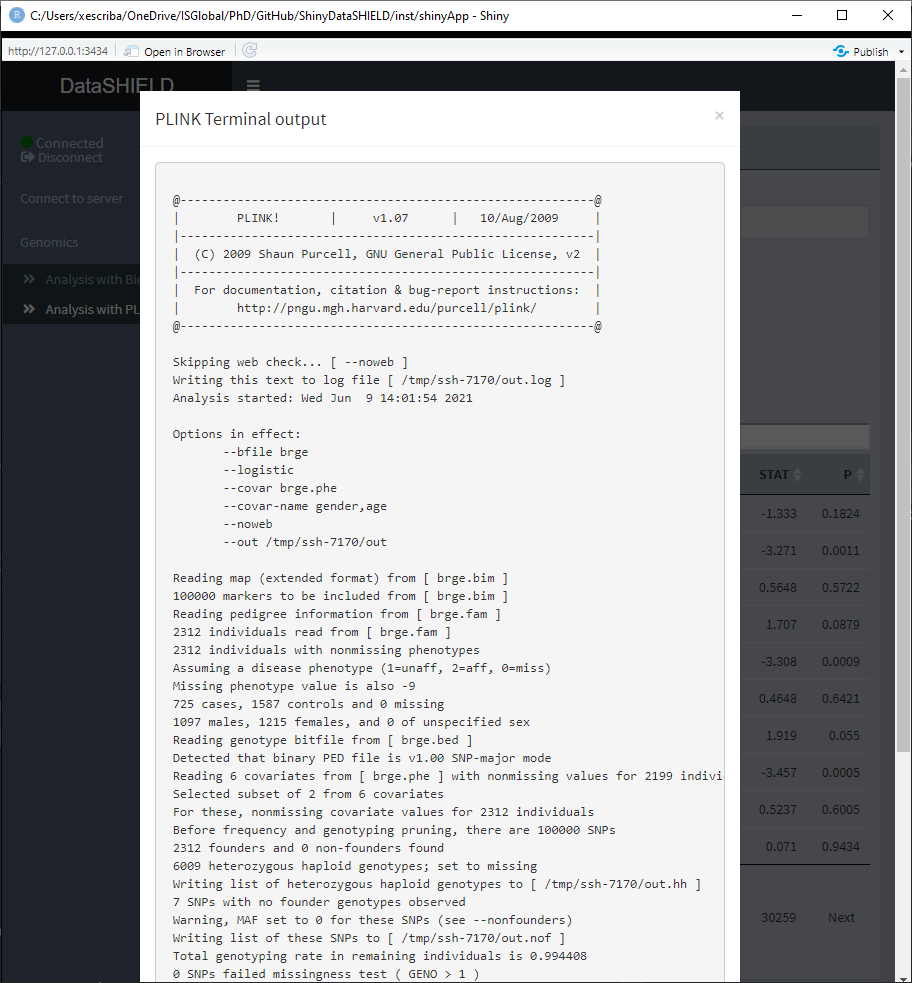 C:/Users/xescriba/OneDrive/ISGlobal/PhD/GitHub/ShinyDataSHIELD/inst/shinyApp - Shiny
http://127.0.0.1:3434 Open in Browser Publish
DataSHIELD
Connected
Disconnect
Connect to server
Genomics
Analysis with Bio
Analysis with PL
PLINK Terminal output ×
@----------------------------------------------------------@
| PLINK! | v1.07 | 10/Aug/2009 |
|----------------------------------------------------------|
| (C) 2009 Shaun Purcell, GNU General Public License, v2 |
|----------------------------------------------------------|
| For documentation, citation & bug-report instructions: |
| http://pngu.mgh.harvard.edu/purcell/plink/ |
@----------------------------------------------------------@
Skipping web check... [ --noweb ]
Writing this text to log file [ /tmp/ssh-7170/out.log ]
Analysis started: Wed Jun  9 14:01:54 2021
Options in effect:
--bfile brge
--logistic
--covar brge.phe
--covar-name gender,age
--noweb
--out /tmp/ssh-7170/out
Reading map (extended format) from [ brge.bim ]
100000 markers to be included from [ brge.bim ]
Reading pedigree information from [ brge.fam ]
2312 individuals read from [ brge.fam ]
2312 individuals with nonmissing phenotypes
Assuming a disease phenotype (1=unaff, 2=aff, 0=miss)
Missing phenotype value is also -9
725 cases, 1587 controls and 0 missing
1097 males, 1215 females, and 0 of unspecified sex
Reading genotype bitfile from [ brge.bed ]
Detected that binary PED file is v1.00 SNP-major mode
Reading 6 covariates from [ brge.phe ] with nonmissing values for 2199 indivi
Selected subset of 2 from 6 covariates
For these, nonmissing covariate values for 2312 individuals
Before frequency and genotyping pruning, there are 100000 SNPs
2312 founders and 0 non-founders found
6009 heterozygous haploid genotypes; set to missing
Writing list of heterozygous haploid genotypes to [ /tmp/ssh-7170/out.hh ]
7 SNPs with no founder genotypes observed
Warning, MAF set to 0 for these SNPs (see --nonfounders)
Writing list of these SNPs to [ /tmp/ssh-7170/out.nof ]
Total genotyping rate in remaining individuals is 0.994408
0 SNPs failed missingness test ( GENO > 1 )
STAT P
-1.333 0.1824
-3.271 0.0011
0.5648 0.5722
1.707 0.0879
-3.308 0.0009
0.4648 0.6421
1.919 0.055
-3.457 0.0005
0.5237 0.6005
0.071 0.9434
30259 Next